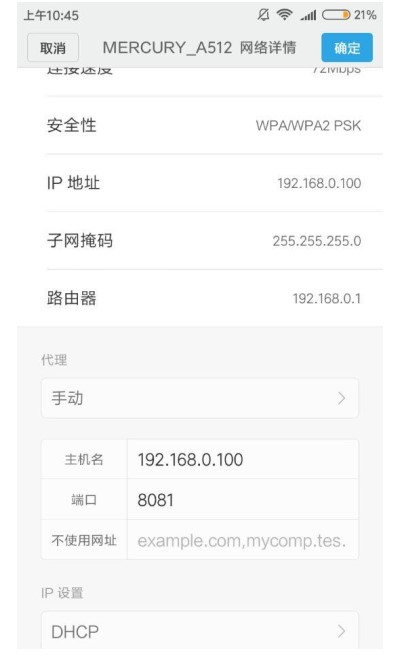 上午10:45 21%
取消 MERCURY_A512 网络详情 确定
连接速度 72Mbps
安全性 WPA/WPA2 PSK
IP 地址 192.168.0.100
子网掩码 255.255.255.0
路由器 192.168.0.1
代理
手动
主机名 192.168.0.100
端口 8081
不使用网址 example.com,mycomp.tes.
IP 设置
DHCP